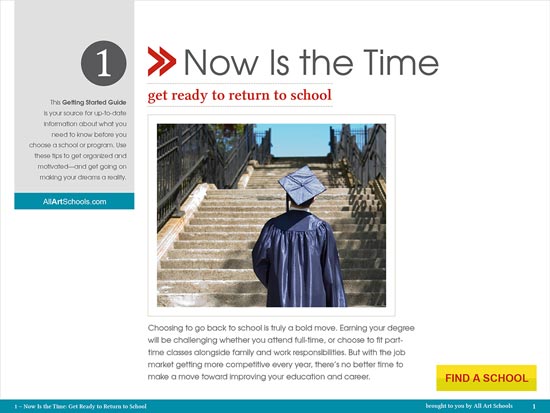 1
This Getting Started Guide
is your source for up-to-date
information about what you
need to know before you
choose a school or program. Use
these tips to get organized and
motivated—and get going on
making your dreams a reality.
AllArtSchools.com
Now Is the Time
get ready to return to school
Choosing to go back to school is truly a bold move. Earning your degree
will be challenging whether you attend full-time, or choose to fit part-
time classes alongside family and work responsibilities. But with the job
market getting more competitive every year, there's no better time to
make a move toward improving your education and career.
FIND A SCHOOL
1 – Now Is the Time: Get Ready to Return to School
brought to you by All Art Schools 1